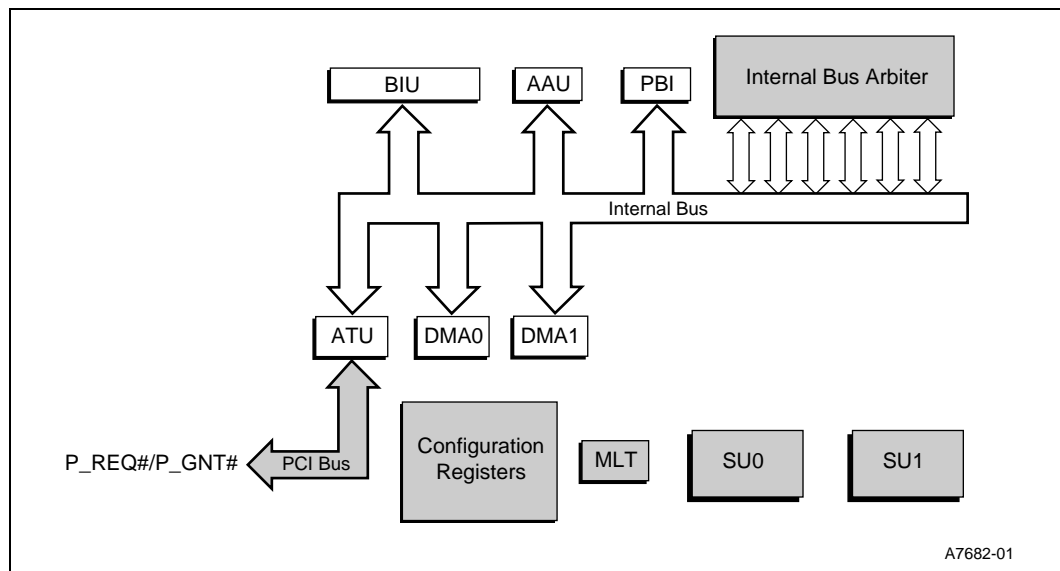 BIU
AAU
PBI
Internal Bus Arbiter
Internal Bus
ATU
DMA0
DMA1
P_REQ#/P_GNT#
PCI Bus
Configuration
Registers
MLT
SU0
SU1
A7682-01